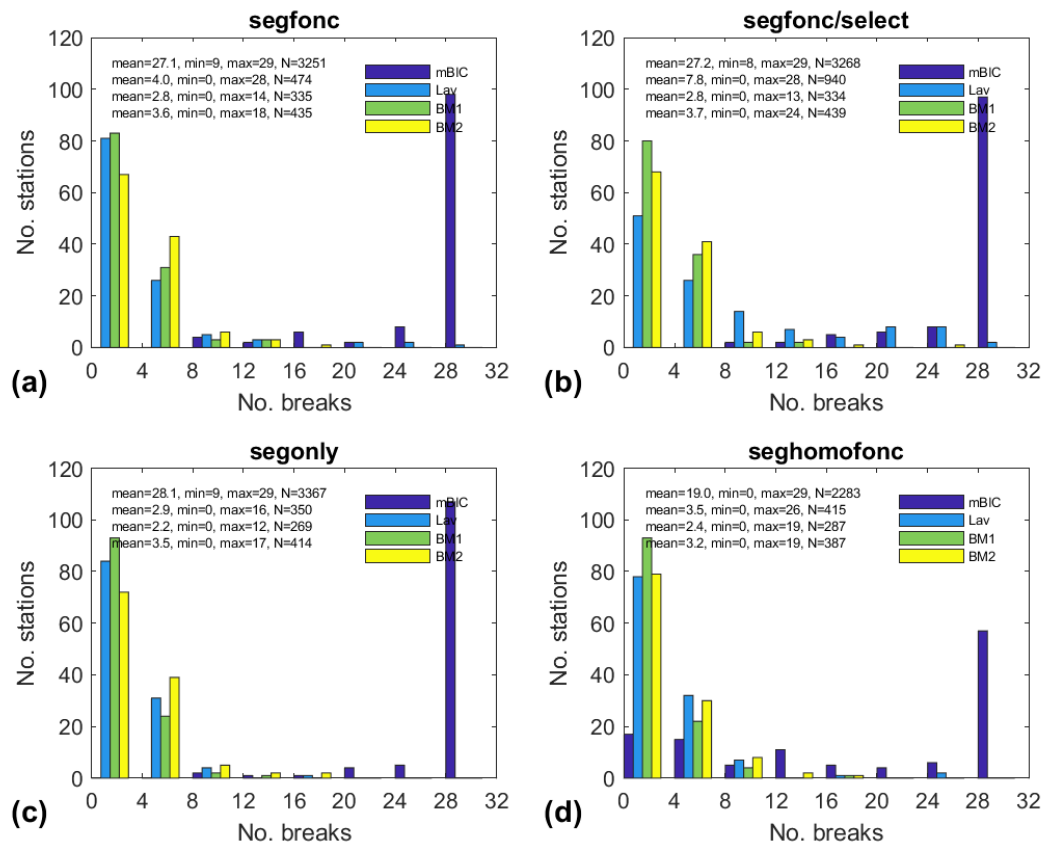 segfonc
mean=27.1, min=9, max=29, N=3251
mean=4.0, min=0, max=28, N=474
mean=2.8, min=0, max=14, N=335
mean=3.6, min=0, max=18, N=435
mBIC
Lav
BM1
BM2
No. stations
120
100
80
60
40
20
0
0 4 8 12 16 20 24 28 32
No. breaks
(a)
segfonc/select
mean=27.2, min=8, max=29, N=3268
mean=7.8, min=0, max=28, N=940
mean=2.8, min=0, max=13, N=334
mean=3.7, min=0, max=24, N=439
mBIC
Lav
BM1
BM2
No. stations
120
100
80
60
40
20
0
0 4 8 12 16 20 24 28 32
No. breaks
(b)
segonly
mean=28.1, min=9, max=29, N=3367
mean=2.9, min=0, max=16, N=350
mean=2.2, min=0, max=12, N=269
mean=3.5, min=0, max=17, N=414
mBIC
Lav
BM1
BM2
No. stations
120
100
80
60
40
20
0
0 4 8 12 16 20 24 28 32
No. breaks
(c)
seghomofonc
mean=19.0, min=0, max=29, N=2283
mean=3.5, min=0, max=26, N=415
mean=2.4, min=0, max=19, N=287
mean=3.2, min=0, max=19, N=387
mBIC
Lav
BM1
BM2
No. stations
120
100
80
60
40
20
0
0 4 8 12 16 20 24 28 32
No. breaks
(d)